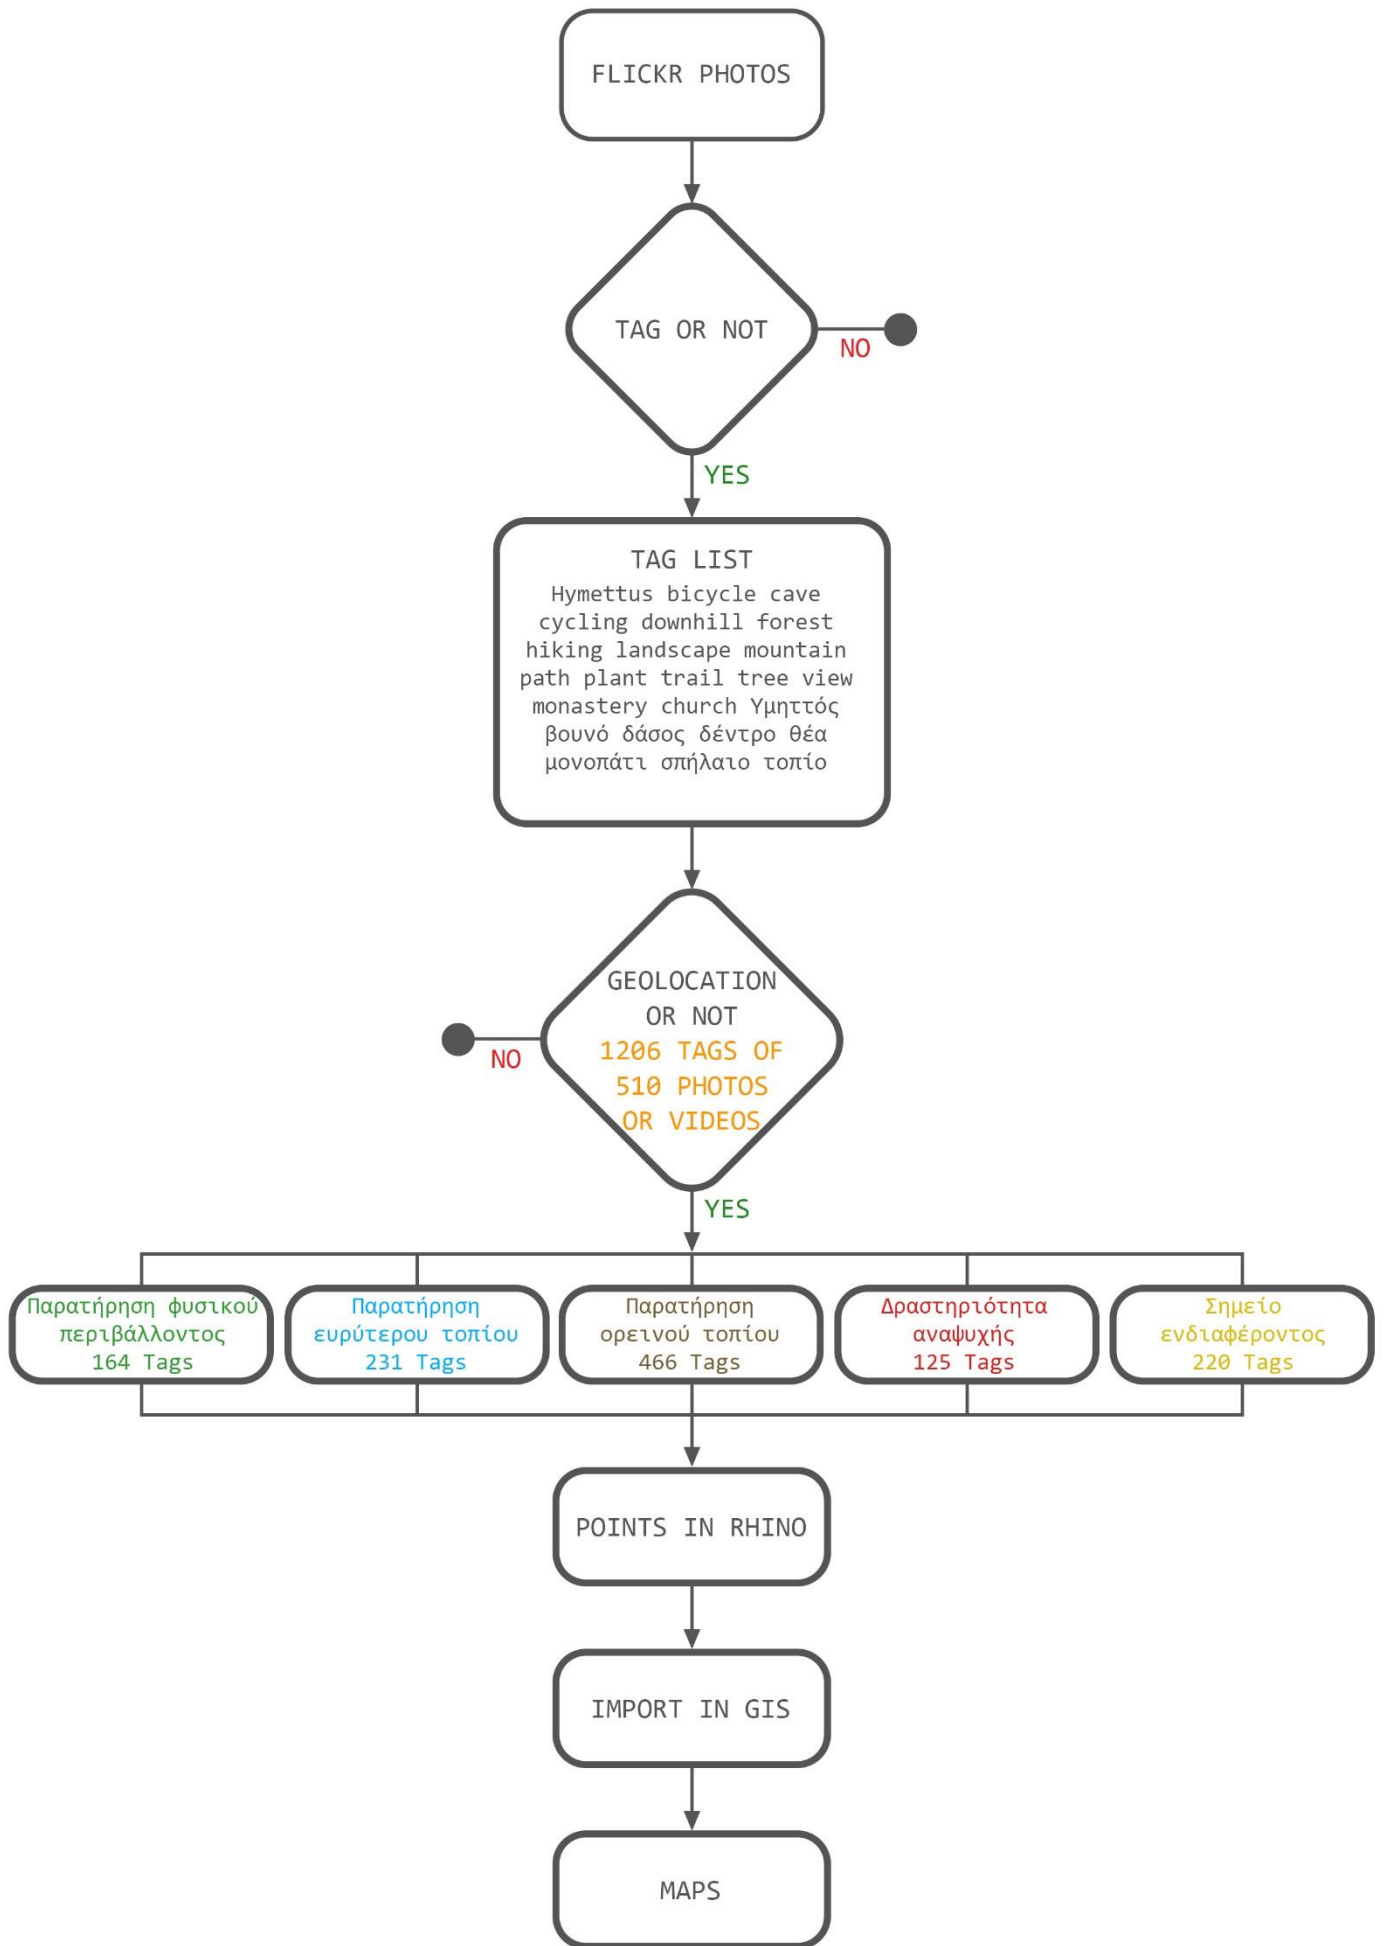 FLICKR PHOTOS
TAG OR NOT
NO
YES
TAG LIST
Hymettus bicycle cave
cycling downhill forest
hiking landscape mountain
path plant trail tree view
monastery church Υμηττός
βουνό δάσος δέντρο θέα
μονοπάτι σπήλαιο τοπίο
GEOLOCATION
OR NOT
1206 TAGS OF
510 PHOTOS
OR VIDEOS
NO
YES
Παρατήρηση φυσικού
περιβάλλοντος
164 Tags
Παρατήρηση
ευρύτερου τοπίου
231 Tags
Παρατήρηση
ορεινού τοπίου
466 Tags
Δραστηριότητα
αναψυχής
125 Tags
Σημείο
ενδιαφέροντος
220 Tags
POINTS IN RHINO
IMPORT IN GIS
MAPS